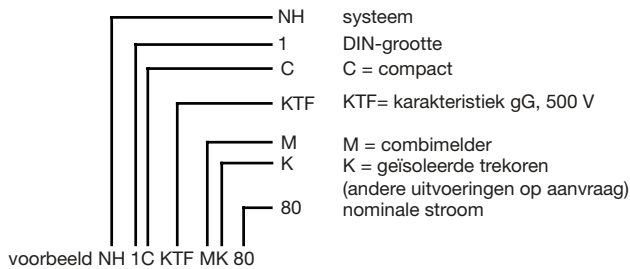 NH systeem
1 DIN-grootte
C C = compact
KTF KTF= karakteristiek gG, 500 V
M M = combimelder
K K = geïsoleerde trekoren
(andere uitvoeringen op aanvraag)
80 nominale stroom
voorbeeld NH 1C KTF MK 80